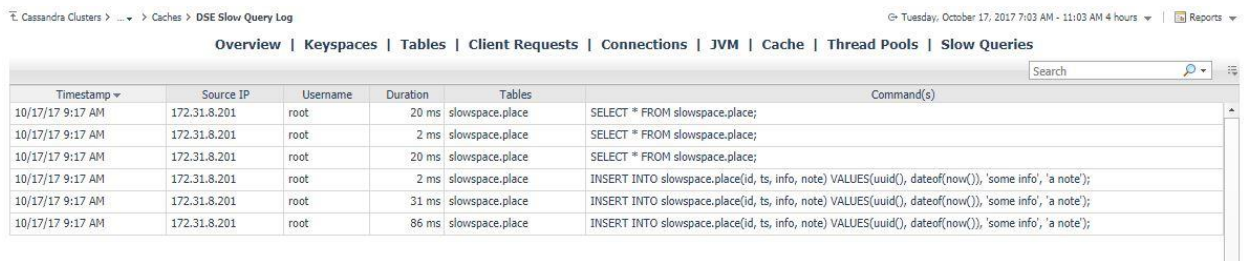 Cassandra Clusters > ... > Caches > DSE Slow Query Log Tuesday, October 17, 2017 7:03 AM - 11:03 AM 4 hours | Reports
Overview | Keyspaces | Tables | Client Requests | Connections | JVM | Cache | Thread Pools | Slow Queries
Search
Timestamp Source IP Username Duration Tables Command(s)
10/17/17 9:17 AM 172.31.8.201 root 20 ms slowspace.place SELECT * FROM slowspace.place;
10/17/17 9:17 AM 172.31.8.201 root 2 ms slowspace.place SELECT * FROM slowspace.place;
10/17/17 9:17 AM 172.31.8.201 root 20 ms slowspace.place SELECT * FROM slowspace.place;
10/17/17 9:17 AM 172.31.8.201 root 2 ms slowspace.place INSERT INTO slowspace.place(id, ts, info, note) VALUES(uuid(), dateof(now()), 'some info', 'a note');
10/17/17 9:17 AM 172.31.8.201 root 31 ms slowspace.place INSERT INTO slowspace.place(id, ts, info, note) VALUES(uuid(), dateof(now()), 'some info', 'a note');
10/17/17 9:17 AM 172.31.8.201 root 86 ms slowspace.place INSERT INTO slowspace.place(id, ts, info, note) VALUES(uuid(), dateof(now()), 'some info', 'a note');